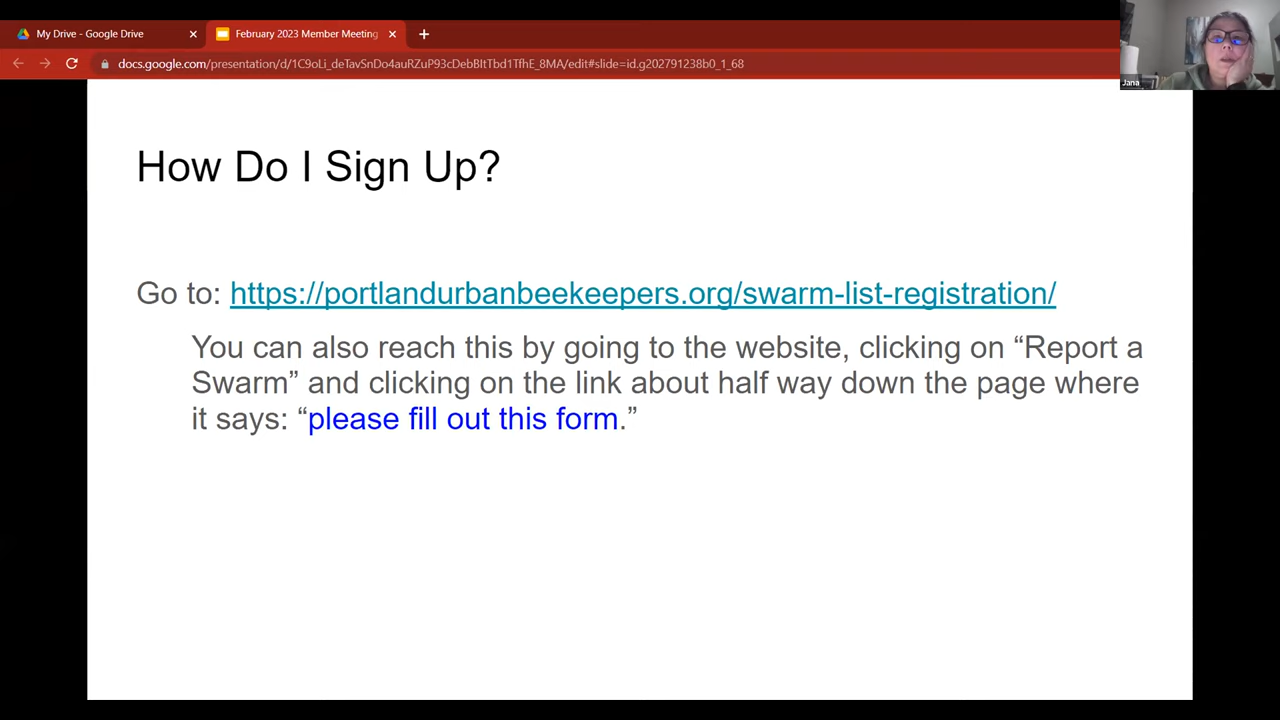 My Drive - Google Drive
February 2023 Member Meeting
docs.google.com/presentation/d/1C9oLi_deTavSnDo4auRZuP93cDebBItTbd1TfhE_8MA/edit#slide=id.g202791238b0_1_68
Jana
How Do I Sign Up?
Go to: https://portlandurbanbeekeepers.org/swarm-list-registration/
You can also reach this by going to the website, clicking on “Report a
Swarm” and clicking on the link about half way down the page where
it says: “please fill out this form.”